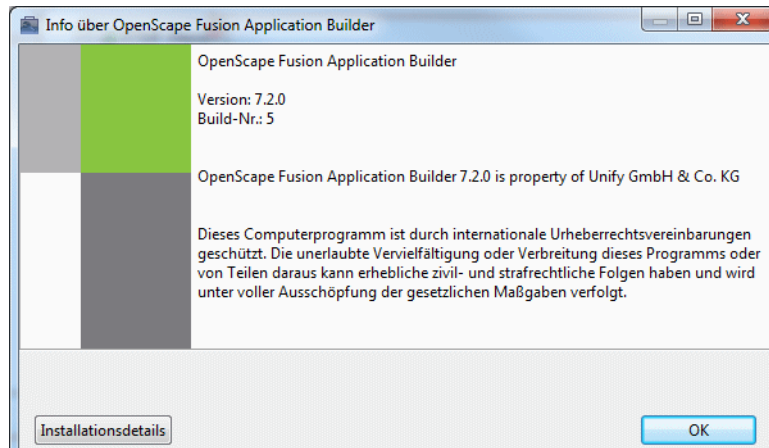 Info über OpenScape Fusion Application Builder
OpenScape Fusion Application Builder
Version: 7.2.0
Build-Nr.: 5
OpenScape Fusion Application Builder 7.2.0 is property of Unify GmbH & Co. KG
Dieses Computerprogramm ist durch internationale Urheberrechtsvereinbarungen
geschützt. Die unerlaubte Vervielfältigung oder Verbreitung dieses Programms oder
von Teilen daraus kann erhebliche zivil- und strafrechtliche Folgen haben und wird
unter voller Ausschöpfung der gesetzlichen Maßgaben verfolgt.
Installationsdetails
OK